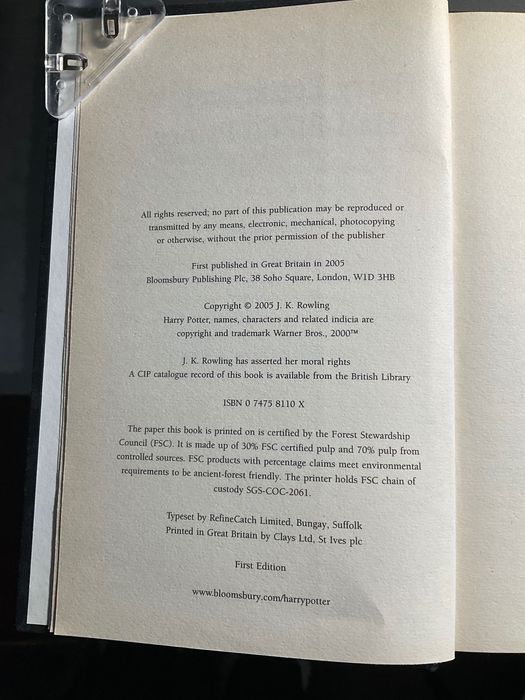 All rights reserved; no part of this publication may be reproduced or
transmitted by any means, electronic, mechanical, photocopying
or otherwise, without the prior permission of the publisher
First published in Great Britain in 2005
Bloomsbury Publishing Plc, 38 Soho Square, London, W1D 3HB
Copyright © 2005 J. K. Rowling
Harry Potter, names, characters and related indicia are
copyright and trademark Warner Bros., 2000™
J. K. Rowling has asserted her moral rights
A CIP catalogue record of this book is available from the British Library
ISBN 0 7475 8110 X
The paper this book is printed on is certified by the Forest Stewardship
Council (FSC). It is made up of 30% FSC certified pulp and 70% pulp from
controlled sources. FSC products with percentage claims meet environmental
requirements to be ancient-forest friendly. The printer holds FSC chain of
custody SGS-COC-2061.
Typeset by RefineCatch Limited, Bungay, Suffolk
Printed in Great Britain by Clays Ltd, St Ives plc
First Edition
www.bloomsbury.com/harrypotter